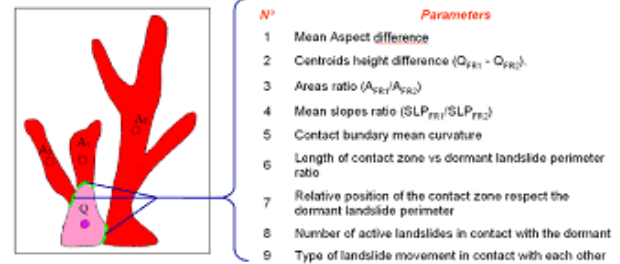 N° Parameters
1 Mean Aspect difference
2 Centroids height difference (Q_FR1 - Q_FR2).
3 Areas ratio (A_FR1/A_FR2)
4 Mean slopes ratio (SLP_FR1/SLP_FR2)
5 Contact bundary mean curvature
6 Length of contact zone vs dormant landslide perimeter
ratio
7 Relative position of the contact zone respect the
dormant landslide perimeter
8 Number of active landslides in contact with the dormant
9 Type of landslide movement in contact with each other
Q